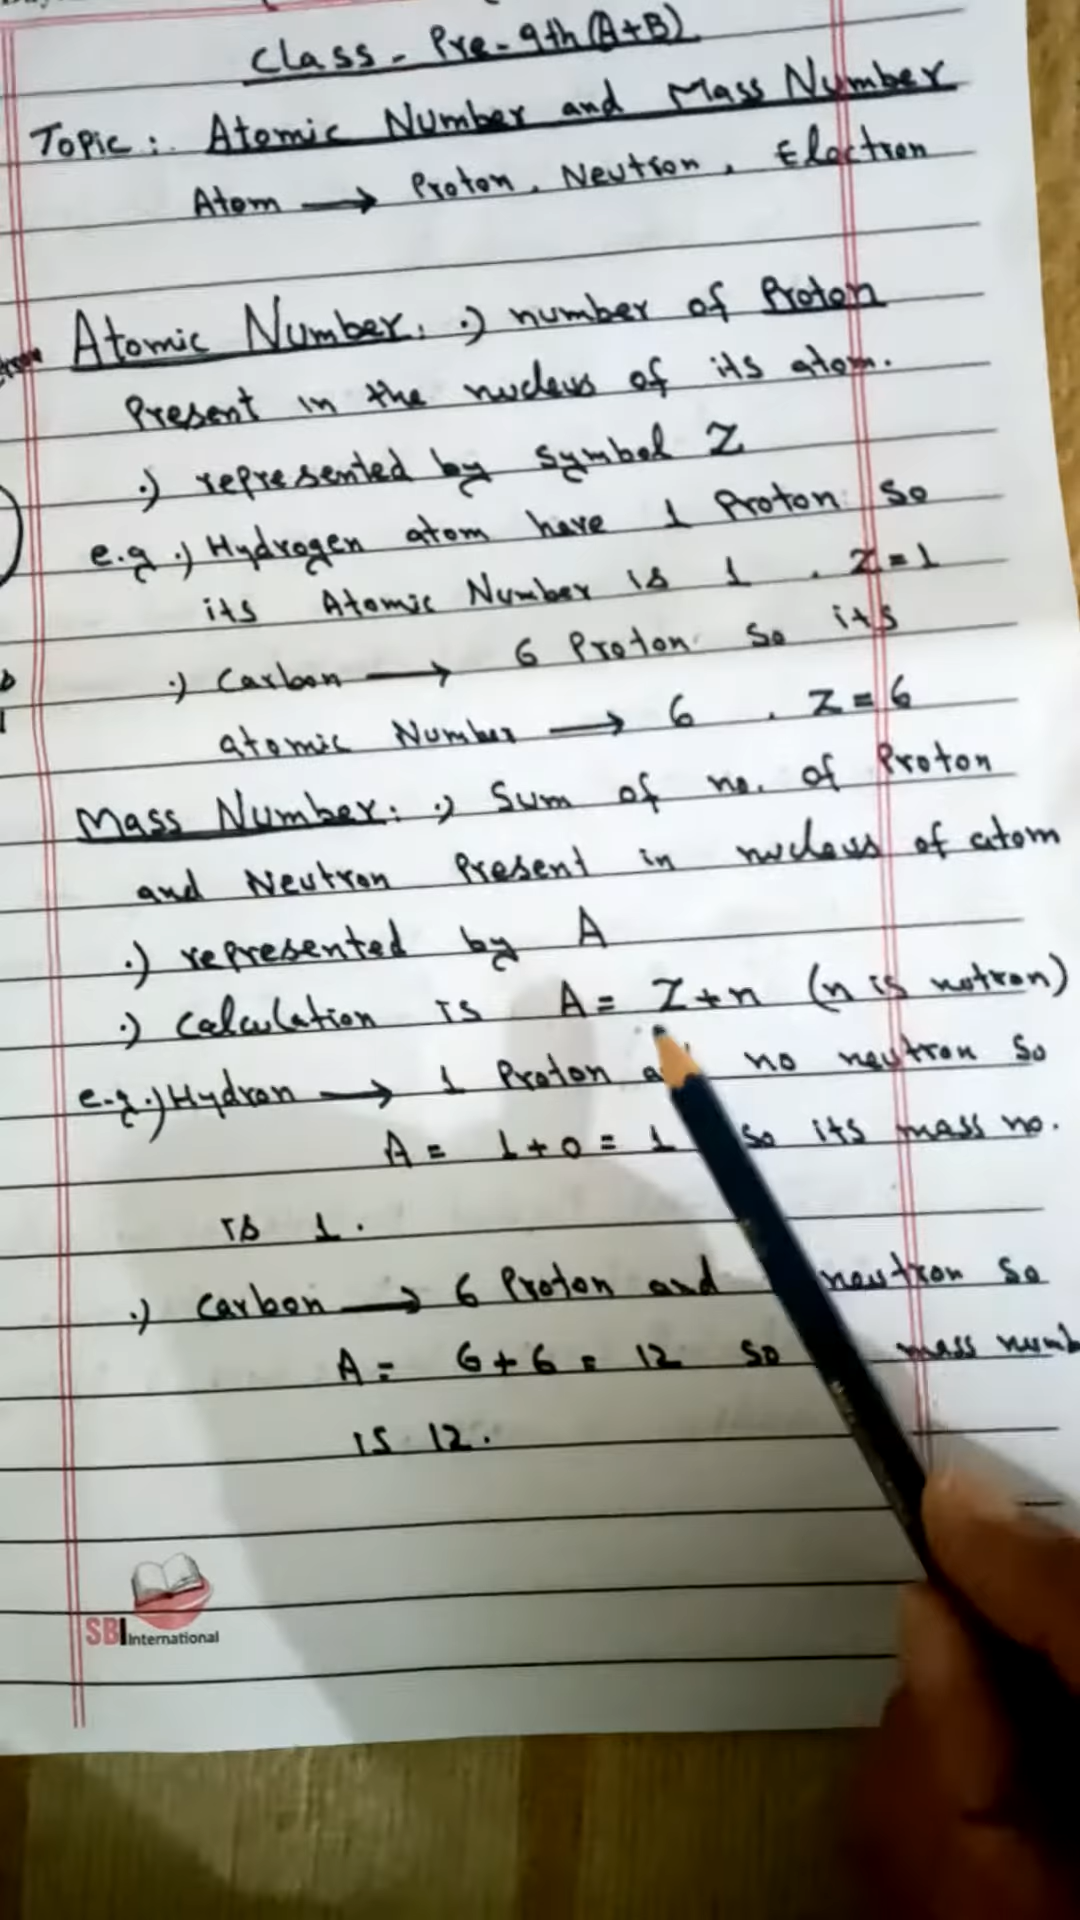 Class - Pre-9th (A+B)
Topic: Atomic Number and Mass Number
Atom → Proton, Neutron, Electron
Atomic Number: .) number of Proton
Present in the nucleus of its atom.
.) represented by symbol Z
e.g .) Hydrogen atom have 1 Proton so
its Atomic Number is 1 . Z=1
.) Carbon → 6 Proton so its
atomic Number → 6 . Z=6
Mass Number: .) Sum of no. of Proton
and Neutron Present in nucleus of atom
.) represented by A
.) Calculation is A= Z+n (n is notron)
e.g.) Hydron → 1 Proton no neutron so
A = 1+0 = 1 so its mass no.
is 1.
.) Carbon → 6 Proton and neutron so
A = 6+6 = 12 so mass numb
is 12.
SBI International